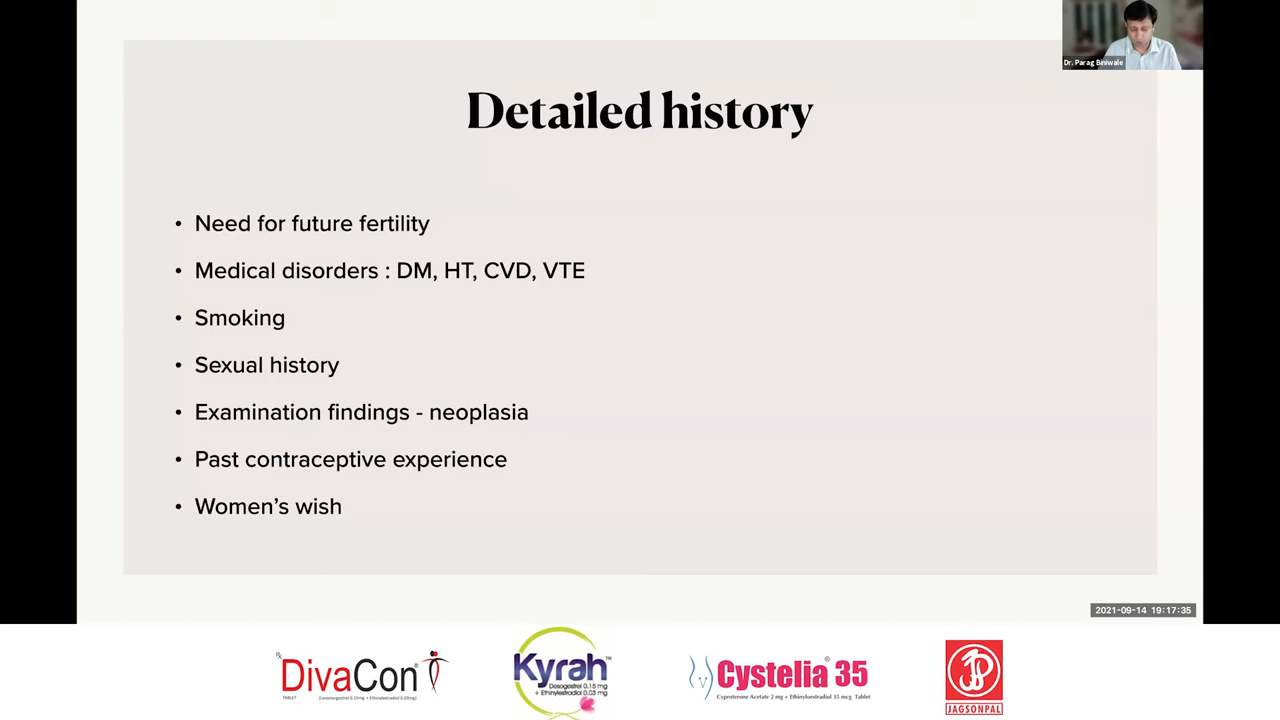 Dr. Parag Biniwale
Detailed history
• Need for future fertility
• Medical disorders : DM, HT, CVD, VTE
• Smoking
• Sexual history
• Examination findings - neoplasia
• Past contraceptive experience
• Women’s wish
2021-09-14 19:17:35
Rx
DivaCon®
TABLET (Levonorgestrel 0.15mg + Ethinylestradiol 0.03mg)
Kyrah™
Desogestrel 0.15 mg
+ Ethinylestradiol 0.03 mg
Cystelia® 35
Cyproterone Acetate 2 mg + Ethinyloestradiol 35 mcg Tablet
JAGSONPAL